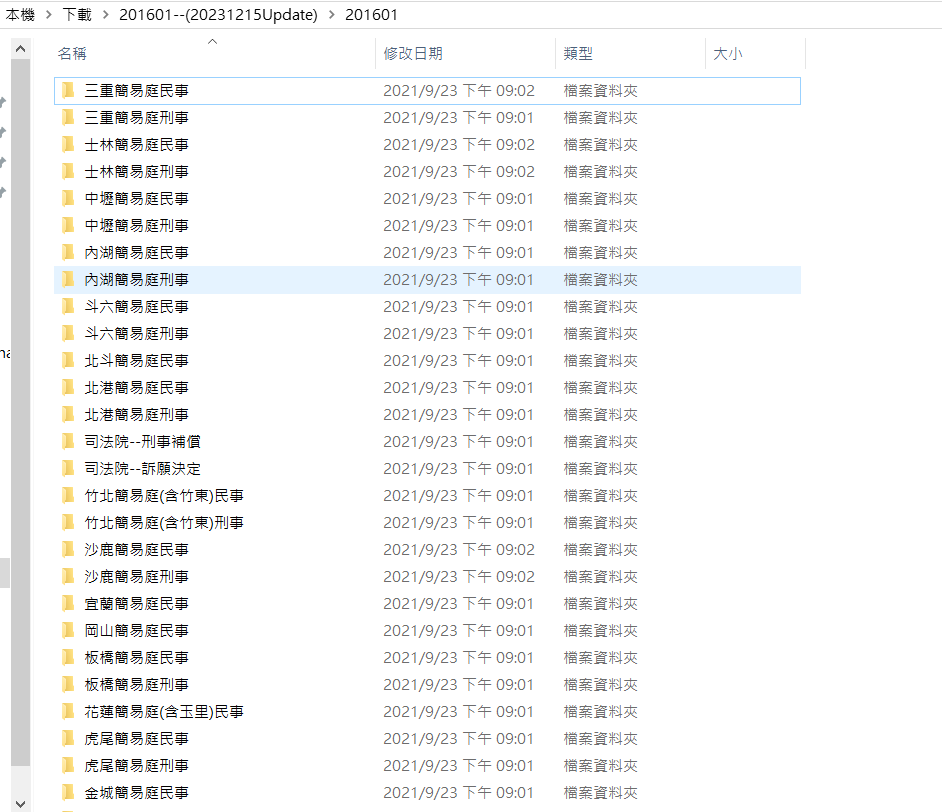 本機 > 下載 > 201601--(20231215Update) > 201601
名稱 修改日期 類型 大小
三重簡易庭民事 2021/9/23 下午 09:02 檔案資料夾
三重簡易庭刑事 2021/9/23 下午 09:01 檔案資料夾
士林簡易庭民事 2021/9/23 下午 09:02 檔案資料夾
士林簡易庭刑事 2021/9/23 下午 09:02 檔案資料夾
中壢簡易庭民事 2021/9/23 下午 09:01 檔案資料夾
中壢簡易庭刑事 2021/9/23 下午 09:01 檔案資料夾
內湖簡易庭民事 2021/9/23 下午 09:01 檔案資料夾
內湖簡易庭刑事 2021/9/23 下午 09:01 檔案資料夾
斗六簡易庭民事 2021/9/23 下午 09:01 檔案資料夾
斗六簡易庭刑事 2021/9/23 下午 09:01 檔案資料夾
北斗簡易庭民事 2021/9/23 下午 09:01 檔案資料夾
北港簡易庭民事 2021/9/23 下午 09:01 檔案資料夾
北港簡易庭刑事 2021/9/23 下午 09:01 檔案資料夾
司法院--刑事補償 2021/9/23 下午 09:01 檔案資料夾
司法院--訴願決定 2021/9/23 下午 09:01 檔案資料夾
竹北簡易庭(含竹東)民事 2021/9/23 下午 09:01 檔案資料夾
竹北簡易庭(含竹東)刑事 2021/9/23 下午 09:01 檔案資料夾
沙鹿簡易庭民事 2021/9/23 下午 09:02 檔案資料夾
沙鹿簡易庭刑事 2021/9/23 下午 09:02 檔案資料夾
宜蘭簡易庭民事 2021/9/23 下午 09:01 檔案資料夾
岡山簡易庭民事 2021/9/23 下午 09:01 檔案資料夾
板橋簡易庭民事 2021/9/23 下午 09:01 檔案資料夾
板橋簡易庭刑事 2021/9/23 下午 09:01 檔案資料夾
花蓮簡易庭(含玉里)民事 2021/9/23 下午 09:01 檔案資料夾
虎尾簡易庭民事 2021/9/23 下午 09:01 檔案資料夾
虎尾簡易庭刑事 2021/9/23 下午 09:01 檔案資料夾
金城簡易庭民事 2021/9/23 下午 09:01 檔案資料夾